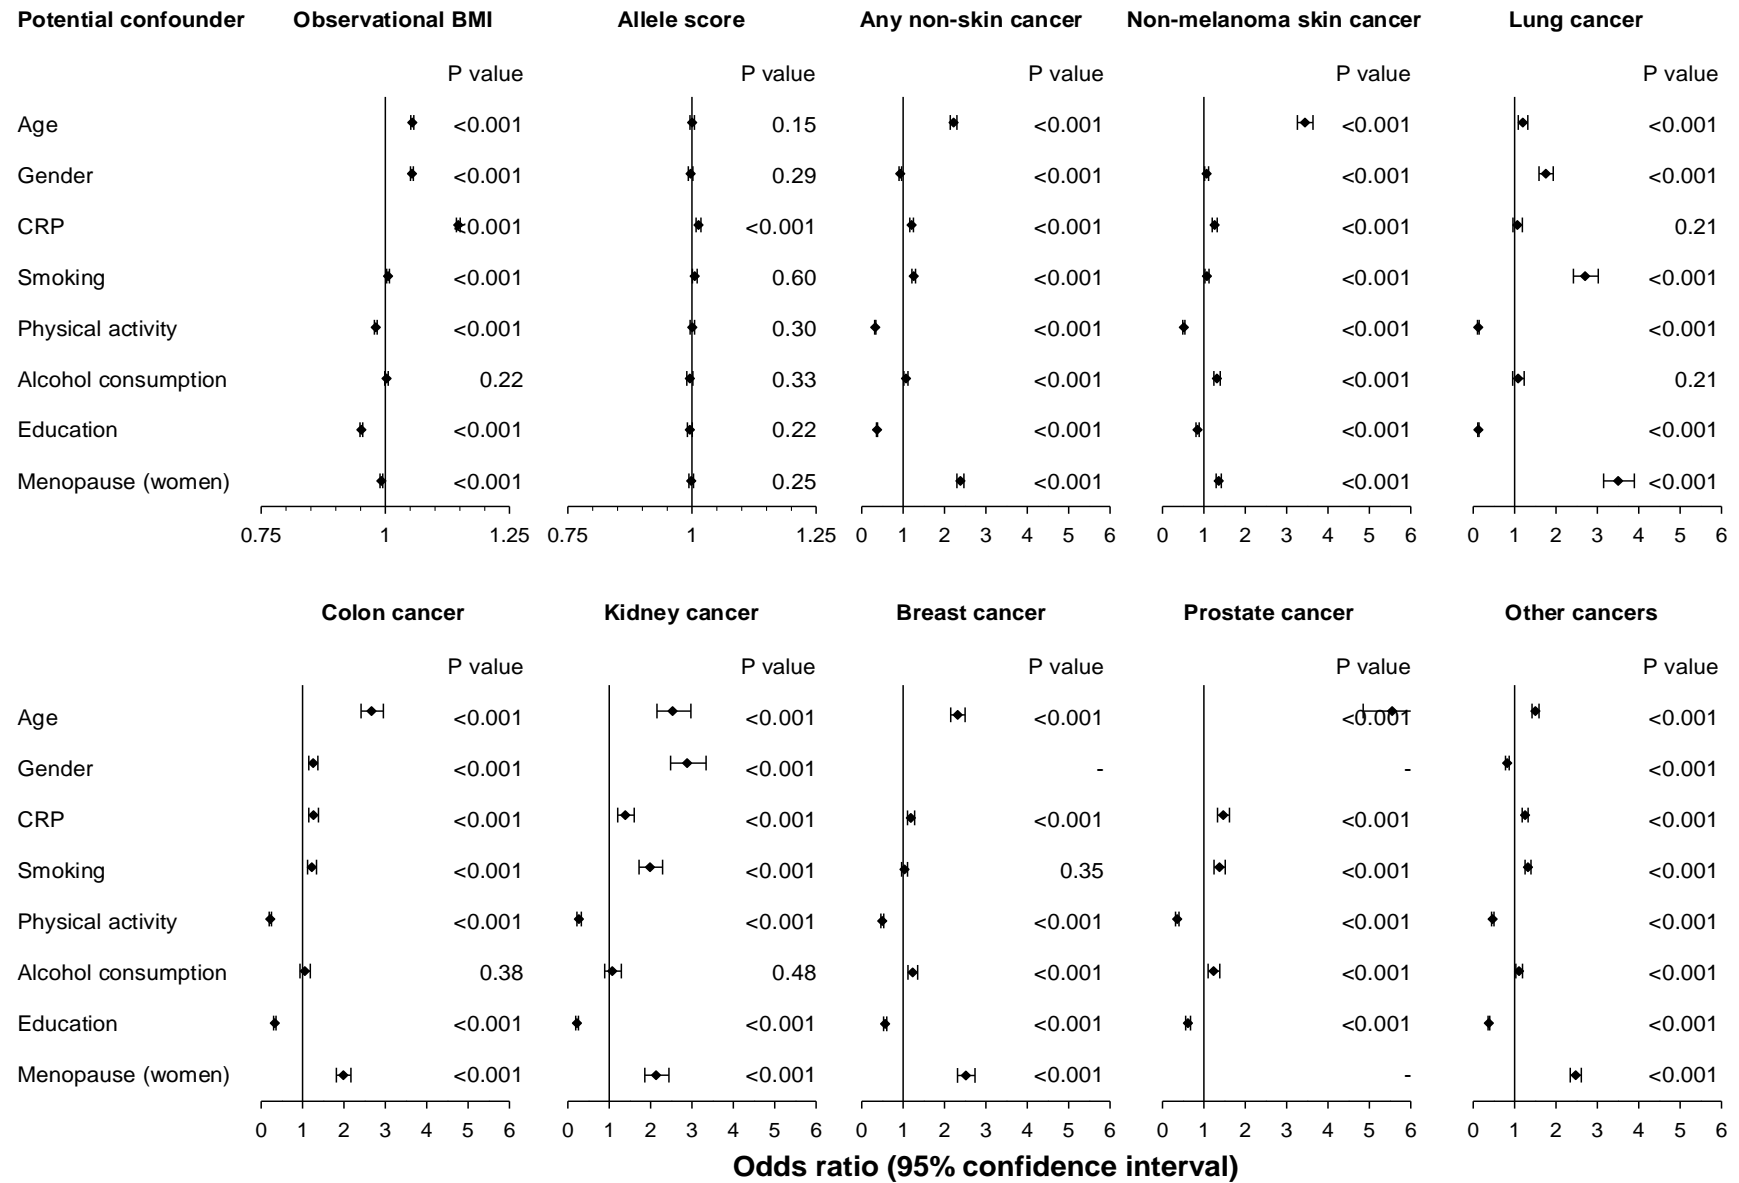 Potential confounder Observational BMI Allele score Any non-skin cancer Non-melanoma skin cancer Lung cancer
P value P value P value P value P value
Age <0.001 0.15 <0.001 <0.001 <0.001
Gender <0.001 0.29 <0.001 <0.001 <0.001
CRP <0.001 <0.001 <0.001 <0.001 0.21
Smoking <0.001 0.60 <0.001 <0.001 <0.001
Physical activity <0.001 0.30 <0.001 <0.001 <0.001
Alcohol consumption 0.22 0.33 <0.001 <0.001 0.21
Education <0.001 0.22 <0.001 <0.001 <0.001
Menopause (women) <0.001 0.25 <0.001 <0.001 <0.001
0.75 1 1.25 0.75 1 1.25 0 1 2 3 4 5 6 0 1 2 3 4 5 6 0 1 2 3 4 5 6
Colon cancer Kidney cancer Breast cancer Prostate cancer Other cancers
P value P value P value P value P value
Age <0.001 <0.001 <0.001 <0.001 <0.001
Gender <0.001 <0.001 - - <0.001
CRP <0.001 <0.001 <0.001 <0.001 <0.001
Smoking <0.001 <0.001 0.35 <0.001 <0.001
Physical activity <0.001 <0.001 <0.001 <0.001 <0.001
Alcohol consumption 0.38 0.48 <0.001 <0.001 <0.001
Education <0.001 <0.001 <0.001 <0.001 <0.001
Menopause (women) <0.001 <0.001 <0.001 - <0.001
0 1 2 3 4 5 6 0 1 2 3 4 5 6 0 1 2 3 4 5 6 0 1 2 3 4 5 6 0 1 2 3 4 5 6
Odds ratio (95% confidence interval)